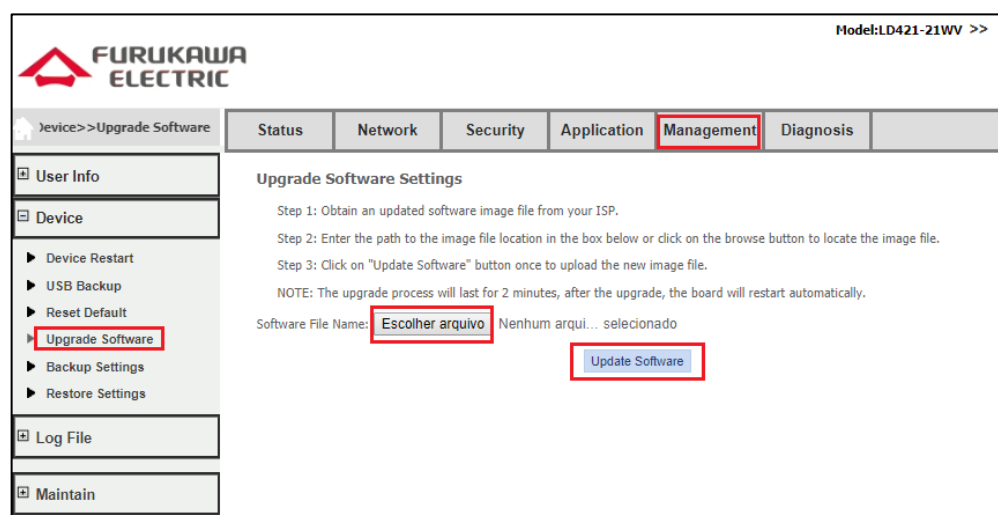 Model:LD421-21WV >>
FURUKAWA
ELECTRIC
Device>>Upgrade Software
Status Network Security Application Management Diagnosis
User Info
Device
Device Restart
USB Backup
Reset Default
Upgrade Software
Backup Settings
Restore Settings
Log File
Maintain
Upgrade Software Settings
Step 1: Obtain an updated software image file from your ISP.
Step 2: Enter the path to the image file location in the box below or click on the browse button to locate the image file.
Step 3: Click on "Update Software" button once to upload the new image file.
NOTE: The upgrade process will last for 2 minutes, after the upgrade, the board will restart automatically.
Software File Name: Escolher arquivo Nenhum arqui... selecionado
Update Software